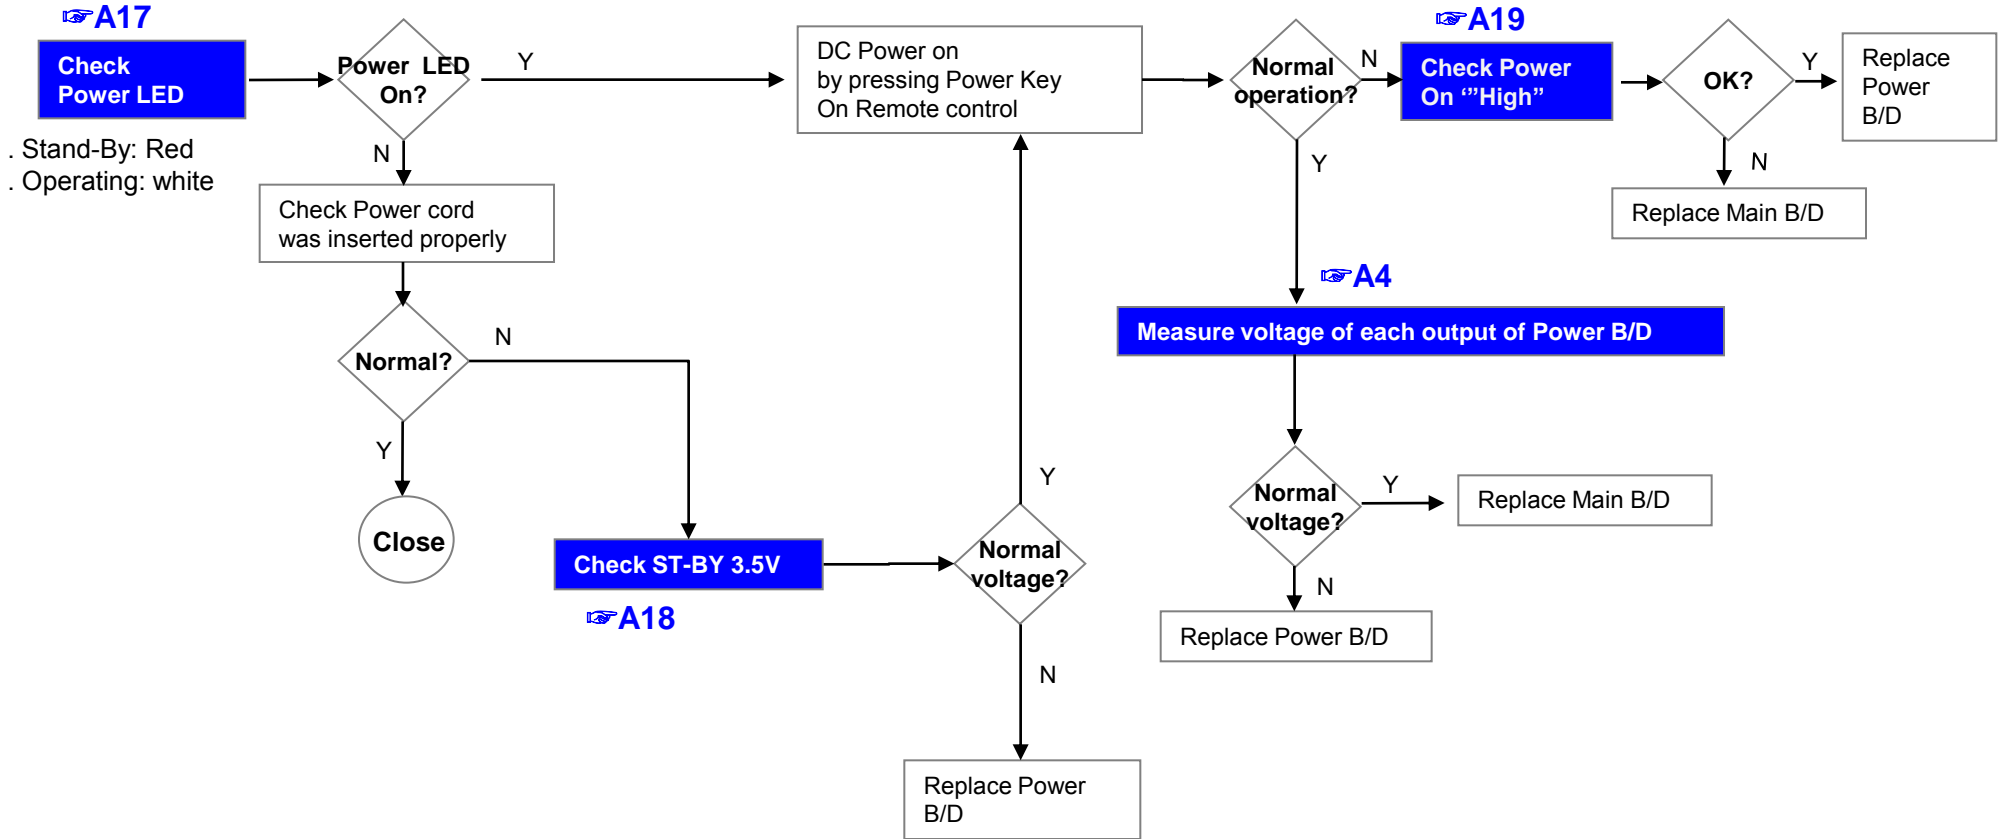 ☞A17
Check
Power LED
. Stand-By: Red
. Operating: white
Power LED
On?
Y
N
Check Power cord
was inserted properly
Normal?
N
Y
Close
Check ST-BY 3.5V
☞A18
Normal
voltage?
Y
N
Replace Power
B/D
DC Power on
by pressing Power Key
On Remote control
Normal
operation?
N
Y
☞A19
Check Power
On ‘”High”
OK?
Y
Replace
Power
B/D
N
Replace Main B/D
☞A4
Measure voltage of each output of Power B/D
Normal
voltage?
Y
Replace Main B/D
N
Replace Power B/D